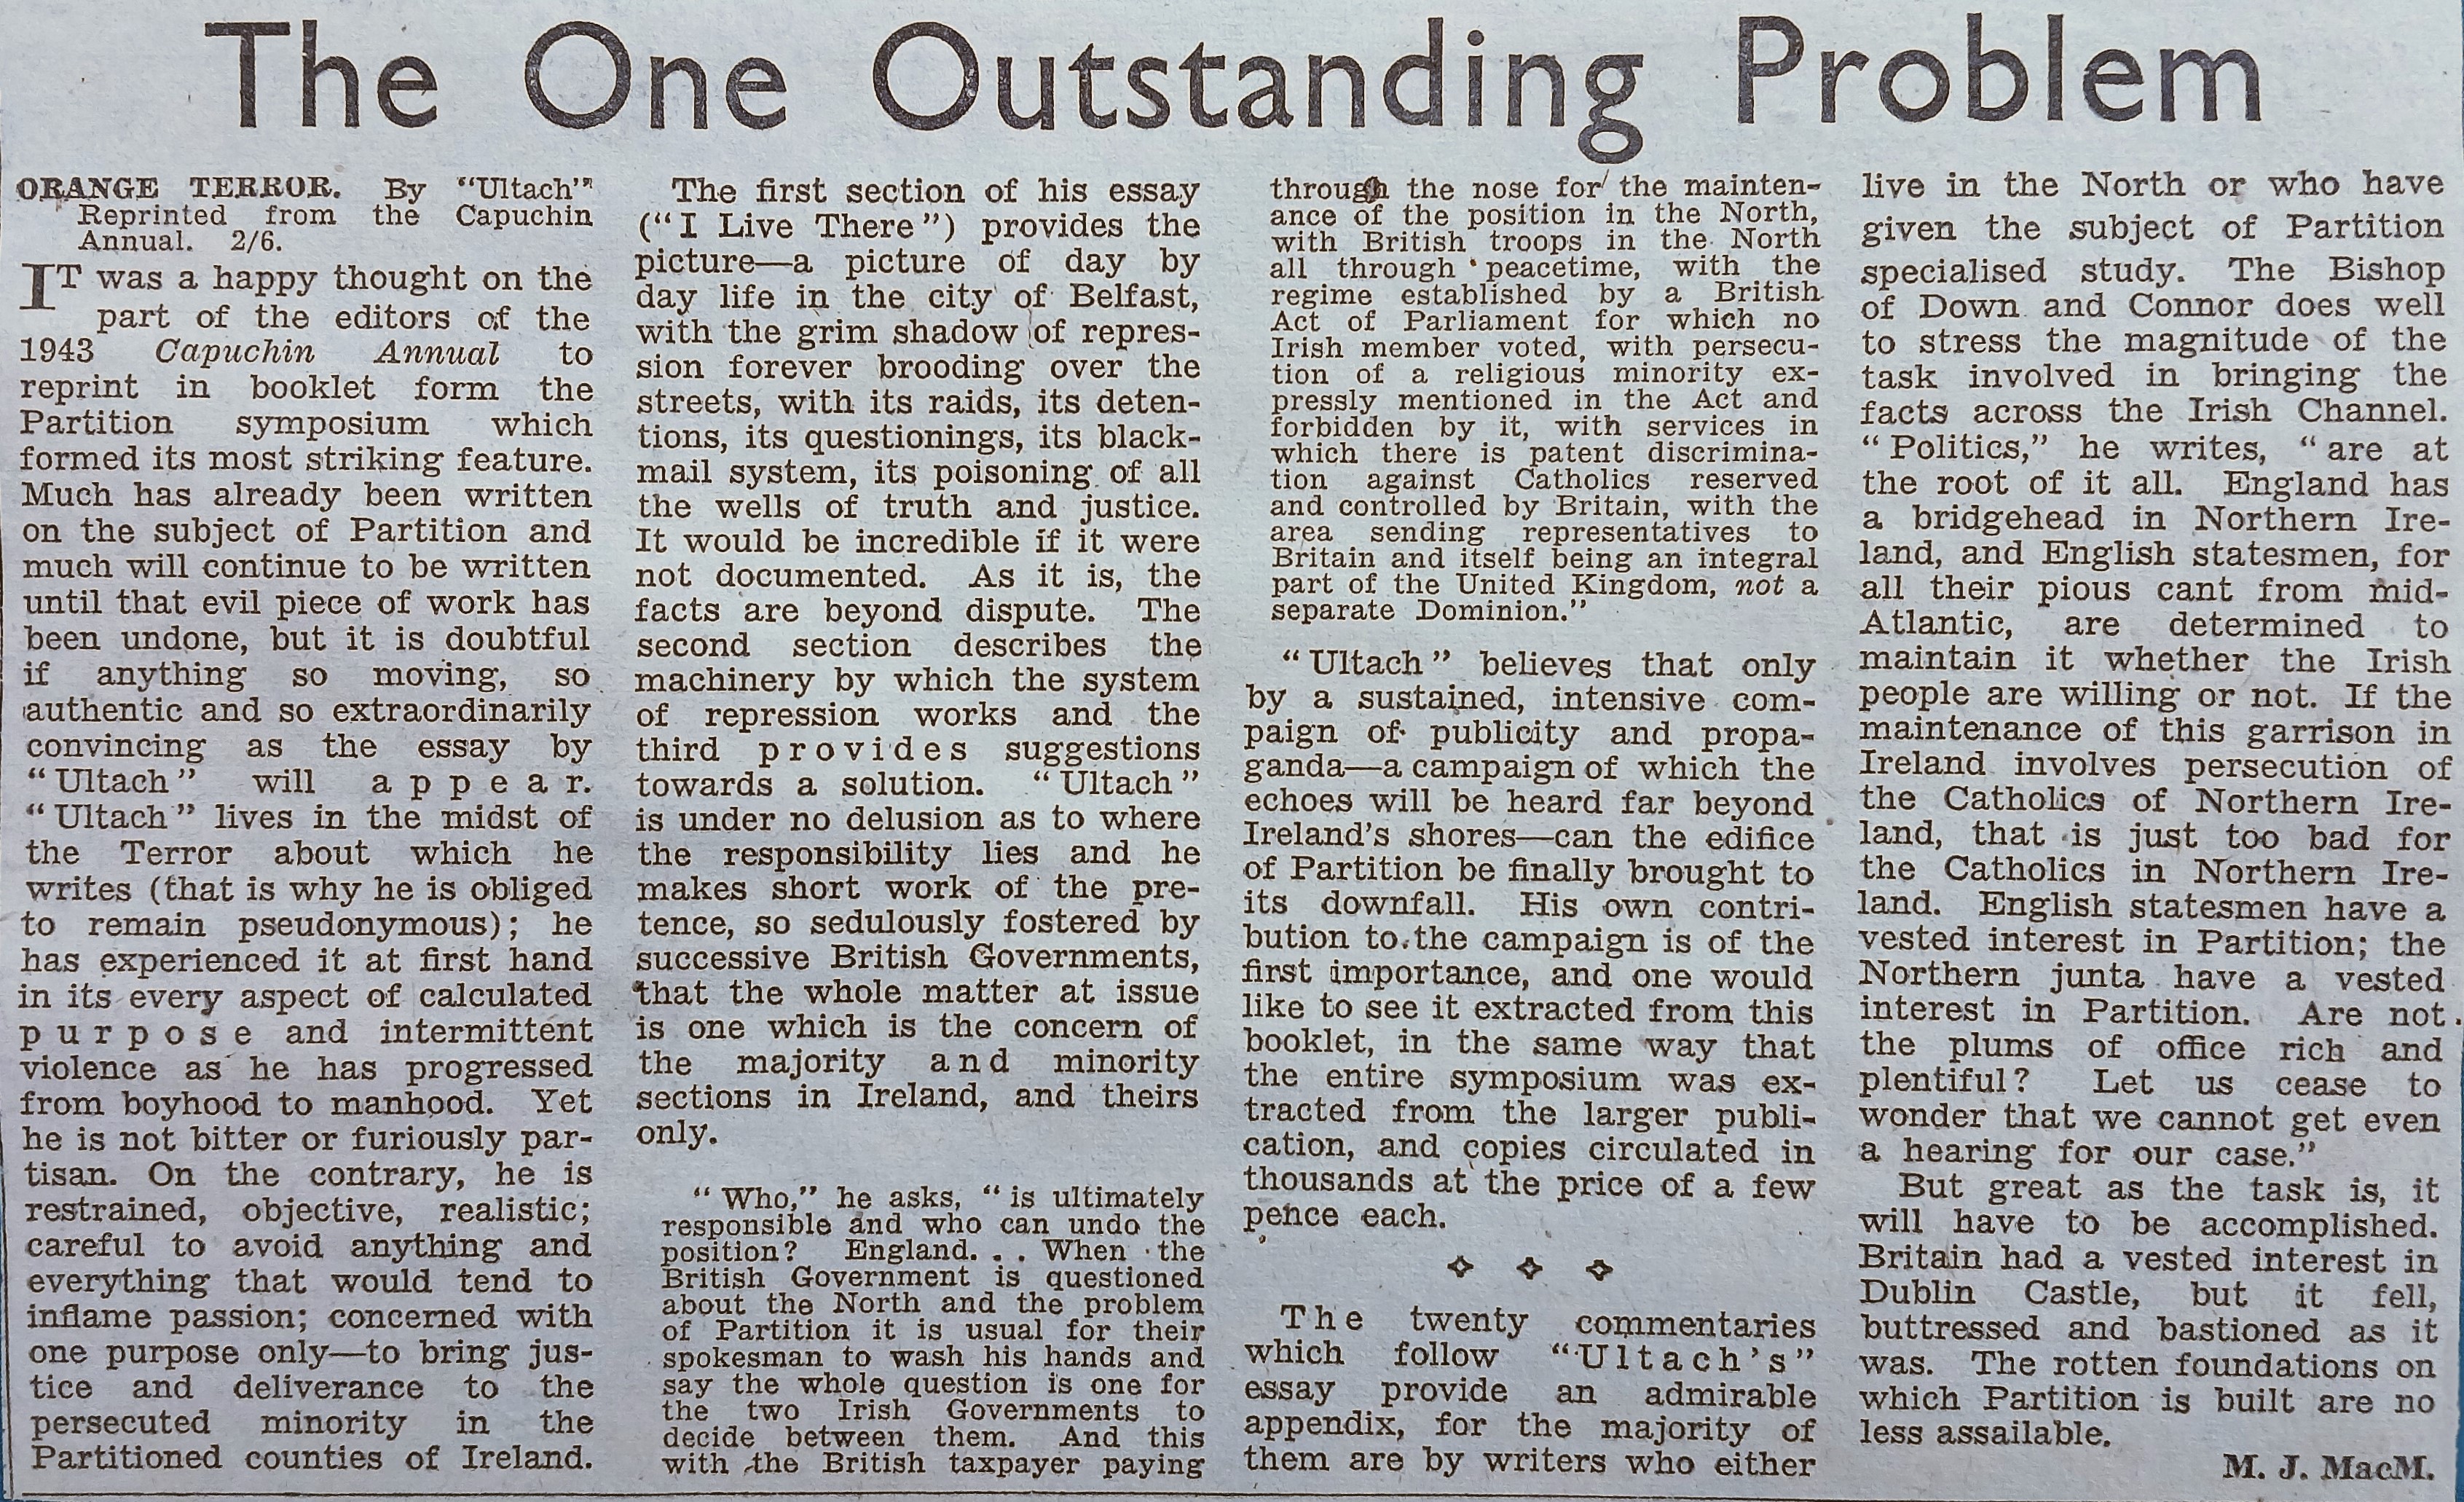 The One Outstanding Problem
ORANGE TERROR. By "Ultach"
Reprinted from the Capuchin
Annual. 2/6.
IT was a happy thought on the
part of the editors of the
1943 Capuchin Annual to
reprint in booklet form the
Partition symposium which
formed its most striking feature.
Much has already been written
on the subject of Partition and
much will continue to be written
until that evil piece of work has
been undone, but it is doubtful
if anything so moving, so
authentic and so extraordinarily
convincing as the essay by
"Ultach" will appear.
"Ultach" lives in the midst of
the Terror about which he
writes (that is why he is obliged
to remain pseudonymous); he
has experienced it at first hand
in its every aspect of calculated
purpose and intermittent
violence as he has progressed
from boyhood to manhood. Yet
he is not bitter or furiously par-
tisan. On the contrary, he is
restrained, objective, realistic;
careful to avoid anything and
everything that would tend to
inflame passion; concerned with
one purpose only—to bring jus-
tice and deliverance to the
persecuted minority in the
Partitioned counties of Ireland.
The first section of his essay
("I Live There") provides the
picture—a picture of day by
day life in the city of Belfast,
with the grim shadow of repres-
sion forever brooding over the
streets, with its raids, its deten-
tions, its questionings, its black-
mail system, its poisoning of all
the wells of truth and justice.
It would be incredible if it were
not documented. As it is, the
facts are beyond dispute. The
second section describes the
machinery by which the system
of repression works and the
third provides suggestions
towards a solution. "Ultach"
is under no delusion as to where
the responsibility lies and he
makes short work of the pre-
tence, so sedulously fostered by
successive British Governments,
that the whole matter at issue
is one which is the concern of
the majority and minority
sections in Ireland, and theirs
only.
"Who," he asks, "is ultimately
responsible and who can undo the
position? England. . . When the
British Government is questioned
about the North and the problem
of Partition it is usual for their
spokesman to wash his hands and
say the whole question is one for
the two Irish Governments to
decide between them. And this
with the British taxpayer paying
through the nose for the mainten-
ance of the position in the North,
with British troops in the North
all through peacetime, with the
regime established by a British
Act of Parliament for which no
Irish member voted, with persecu-
tion of a religious minority ex-
pressly mentioned in the Act and
forbidden by it, with services in
which there is patent discrimina-
tion against Catholics reserved
and controlled by Britain, with the
area sending representatives to
Britain and itself being an integral
part of the United Kingdom, not a
separate Dominion."
"Ultach" believes that only
by a sustained, intensive com-
paign of publicity and propa-
ganda—a campaign of which the
echoes will be heard far beyond
Ireland's shores—can the edifice
of Partition be finally brought to
its downfall. His own contri-
bution to the campaign is of the
first importance, and one would
like to see it extracted from this
booklet, in the same way that
the entire symposium was ex-
tracted from the larger publi-
cation, and copies circulated in
thousands at the price of a few
pence each.
The twenty commentaries
which follow "Ultach's"
essay provide an admirable
appendix, for the majority of
them are by writers who either
live in the North or who have
given the subject of Partition
specialised study. The Bishop
of Down and Connor does well
to stress the magnitude of the
task involved in bringing the
facts across the Irish Channel.
"Politics," he writes, "are at
the root of it all. England has
a bridgehead in Northern Ire-
land, and English statesmen, for
all their pious cant from mid-
Atlantic, are determined to
maintain it whether the Irish
people are willing or not. If the
maintenance of this garrison in
Ireland involves persecution of
the Catholics of Northern Ire-
land, that is just too bad for
the Catholics in Northern Ire-
land. English statesmen have a
vested interest in Partition; the
Northern junta have a vested
interest in Partition. Are not
the plums of office rich and
plentiful? Let us cease to
wonder that we cannot get even
a hearing for our case."
But great as the task is, it
will have to be accomplished.
Britain had a vested interest in
Dublin Castle, but it fell,
buttressed and bastioned as it
was. The rotten foundations on
which Partition is built are no
less assailable.
M. J. MacM.